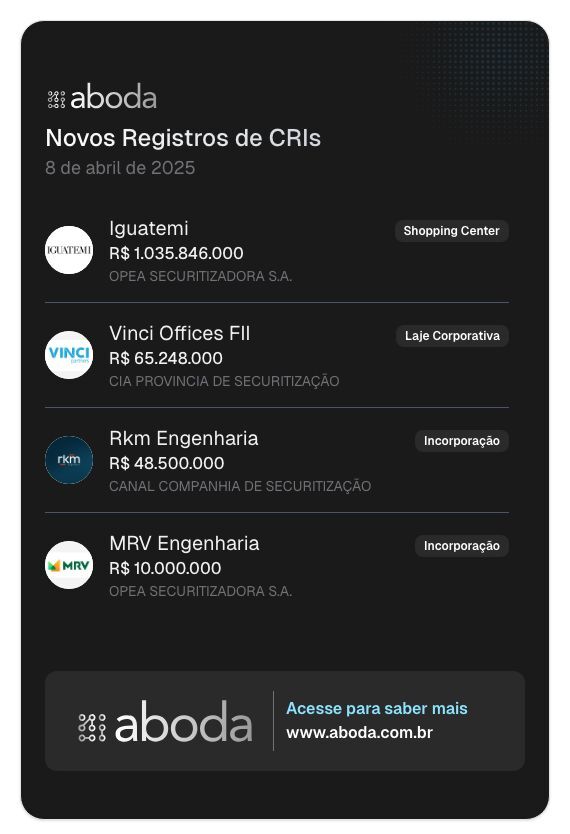 aboda
Novos Registros de CRIs
8 de abril de 2025
IGUATEMI
Iguatemi
Shopping Center
R$ 1.035.846.000
OPEA SECURITIZADORA S.A.
VINCI
partners
Vinci Offices FII
Laje Corporativa
R$ 65.248.000
CIA PROVINCIA DE SECURITIZAÇÃO
rkm
Rkm Engenharia
Incorporação
R$ 48.500.000
CANAL COMPANHIA DE SECURITIZAÇÃO
MRV
MRV Engenharia
Incorporação
R$ 10.000.000
OPEA SECURITIZADORA S.A.
aboda
Acesse para saber mais
www.aboda.com.br